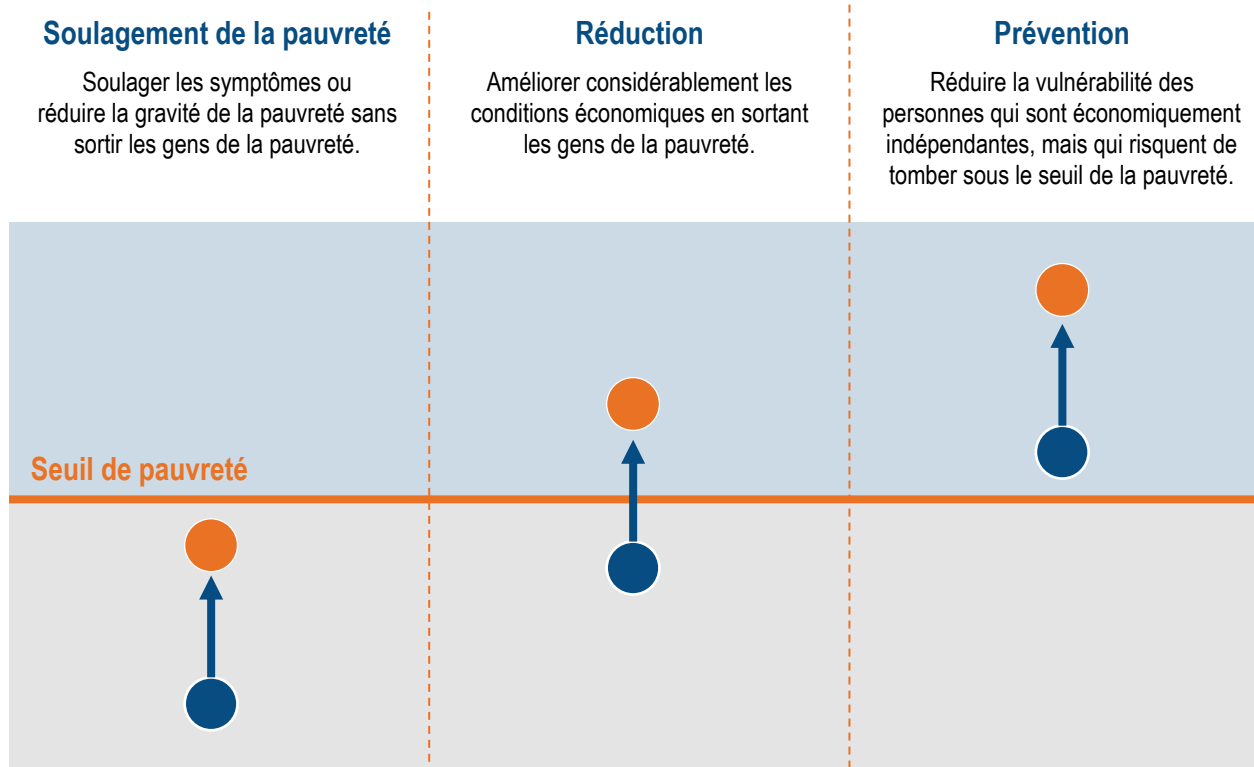 Soulagement de la pauvreté
Soulager les symptômes ou
réduire la gravité de la pauvreté sans
sortir les gens de la pauvreté.
Réduction
Améliorer considérablement les
conditions économiques en sortant
les gens de la pauvreté.
Prévention
Réduire la vulnérabilité des
personnes qui sont économiquement
indépendantes, mais qui risquent de
tomber sous le seuil de la pauvreté.
Seuil de pauvreté